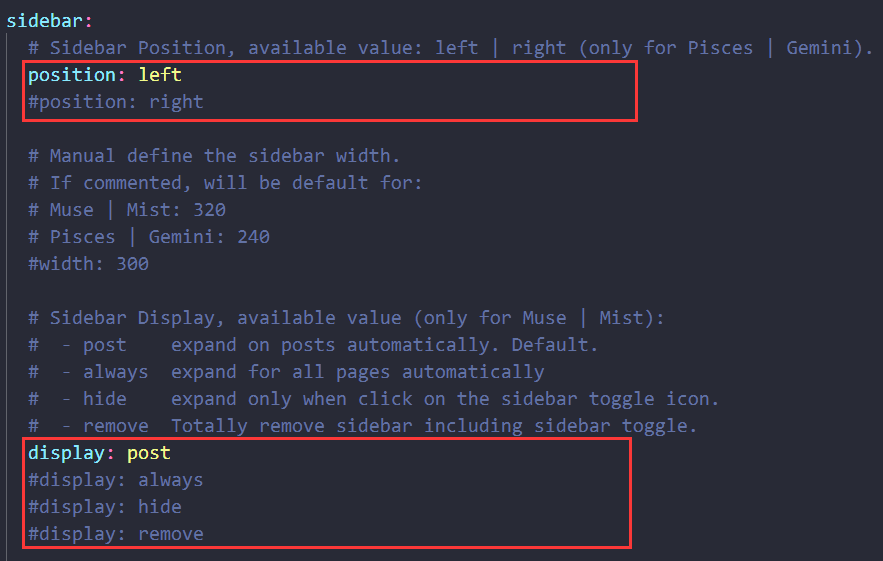 sidebar:
# Sidebar Position, available value: left | right (only for Pisces | Gemini).
position: left
#position: right
# Manual define the sidebar width.
# If commented, will be default for:
# Muse | Mist: 320
# Pisces | Gemini: 240
#width: 300
# Sidebar Display, available value (only for Muse | Mist):
#  - post    expand on posts automatically. Default.
#  - always  expand for all pages automatically
#  - hide    expand only when click on the sidebar toggle icon.
#  - remove  Totally remove sidebar including sidebar toggle.
display: post
#display: always
#display: hide
#display: remove